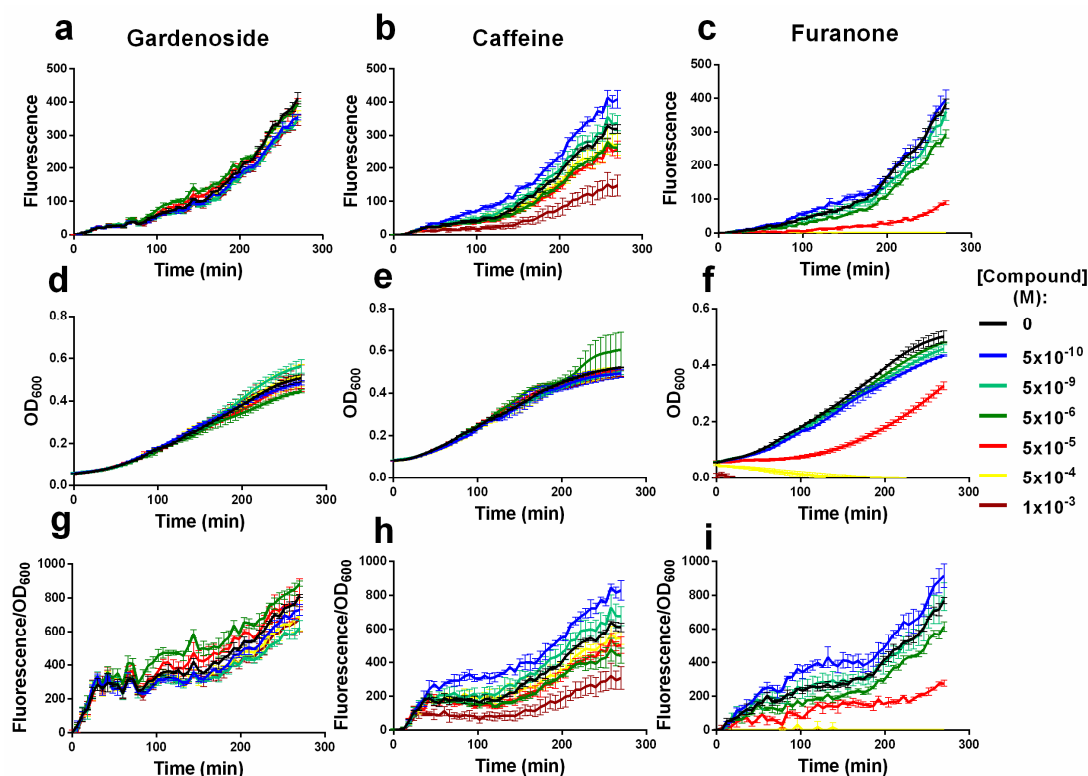 a Gardenoside
b Caffeine
c Furanone
Fluorescence
500
400
300
200
100
0
0 100 200 300
Time (min)
Fluorescence
500
400
300
200
100
0
0 100 200 300
Time (min)
Fluorescence
500
400
300
200
100
0
0 100 200 300
Time (min)
d
OD600
0.8
0.6
0.4
0.2
0.0
0 100 200 300
Time (min)
e
OD600
0.8
0.6
0.4
0.2
0.0
0 100 200 300
Time (min)
f
OD600
0.6
0.4
0.2
0.0
0 100 200 300
Time (min)
[Compound]
(M):
0
5x10-10
5x10-9
5x10-6
5x10-5
5x10-4
1x10-3
g
Fluorescence/OD600
1000
800
600
400
200
0
0 100 200 300
Time (min)
h
Fluorescence/OD600
1000
800
600
400
200
0
0 100 200 300
Time (min)
i
Fluorescence/OD600
1000
800
600
400
200
0
0 100 200 300
Time (min)